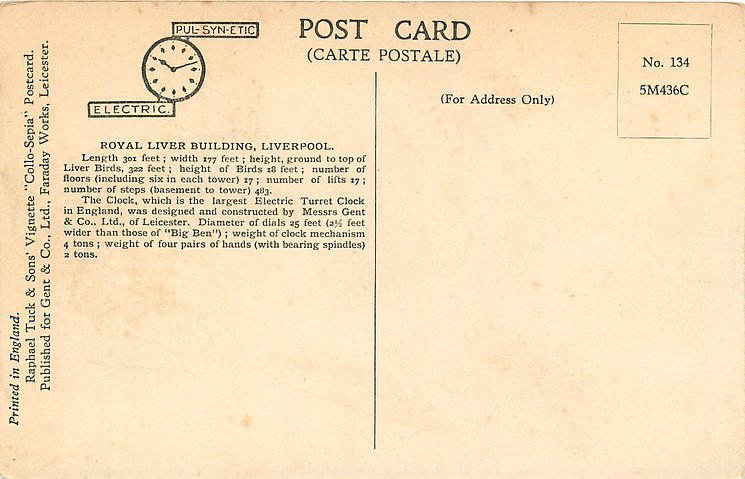 PUL-SYN-ETIC
ELECTRIC.
POST CARD
(CARTE POSTALE)
No. 134
5M436C
(For Address Only)
ROYAL LIVER BUILDING, LIVERPOOL.
Length 301 feet ; width 177 feet ; height, ground to top of
Liver Birds, 322 feet ; height of Birds 18 feet ; number of
floors (including six in each tower) 17 ; number of lifts 17 ;
number of steps (basement to tower) 483.
The Clock, which is the largest Electric Turret Clock
in England, was designed and constructed by Messrs Gent
& Co., Ltd., of Leicester. Diameter of dials 25 feet (2½ feet
wider than those of "Big Ben") ; weight of clock mechanism
4 tons ; weight of four pairs of hands (with bearing spindles)
2 tons.
Printed in England.
Raphael Tuck & Sons' Vignette "Collo-Sepia" Postcard.
Published for Gent & Co., Ltd., Faraday Works, Leicester.